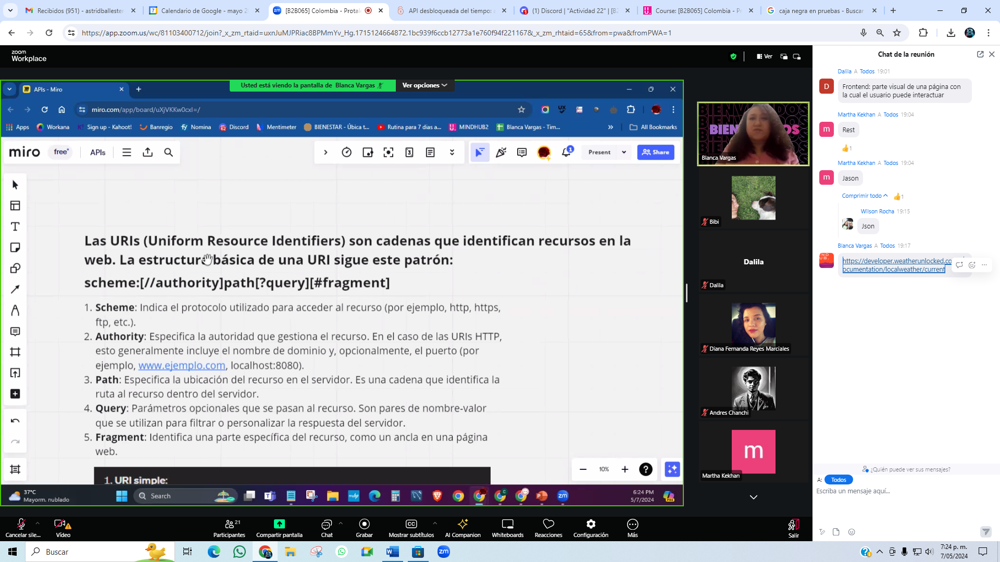 Recibidos (951) - astridballester
Calendario de Google - mayo 2
[B2B065] Colombia - Protale
API desbloqueada del tiempo: a
(1) Discord | "Actividad 22" | [B2
Course: [B2B065] Colombia - Pr
caja negra en pruebas - Buscar
https://app.zoom.us/wc/81103400712/join?_x_zm_rtaid=uxnJuMJPRiac8BPMmYv_Hg.1715124664872.1bc939f6ccb12773a1e760f94f221167&_x_zm_rhtaid=65&from=pwa&fromPWA=1
zoom
Workplace
Ver
Usted está viendo la pantalla de Blanca Vargas
Ver opciones
APIs - Miro
miro.com/app/board/uXjVKKw0cxI=/
Apps
Workana
Sign up - Kahoot!
Banregio
Nomina
Discord
Mentimeter
BIENESTAR - Úbica t...
Rutina para 7 dias a...
MINDHUB2
Blanca Vargas - Tim...
All Bookmarks
miro
free
APIs
1
Present
Share
Las URIs (Uniform Resource Identifiers) son cadenas que identifican recursos en la
web. La estructura básica de una URI sigue este patrón:
scheme:[//authority]path[?query][#fragment]
1. Scheme: Indica el protocolo utilizado para acceder al recurso (por ejemplo, http, https,
ftp, etc.).
2. Authority: Especifica la autoridad que gestiona el recurso. En el caso de las URIs HTTP,
esto generalmente incluye el nombre de dominio y, opcionalmente, el puerto (por
ejemplo, www.ejemplo.com, localhost:8080).
3. Path: Especifica la ubicación del recurso en el servidor. Es una cadena que identifica la
ruta al recurso dentro del servidor.
4. Query: Parámetros opcionales que se pasan al recurso. Son pares de nombre-valor
que se utilizan para filtrar o personalizar la respuesta del servidor.
5. Fragment: Identifica una parte específica del recurso, como un ancla en una página
web.
1. URI simple:
10%
37°C
Mayorm. nublado
Search
6:24 PM
5/7/2024
Blanca Vargas
Bibi
Dalila
Dalila
Diana Fernanda Reyes Marciales
Andres Chanchi
m
Martha Kekhan
Chat de la reunión
Dalila A Todos 19:01
D
Frontend: parte visual de una página con
la cual el usuario puede interactuar
Martha Kekhan A Todos 19:04
m
Rest
1
Martha Kekhan A Todos 19:04
m
Jason
Comprimir todo
1
Wilson Rocha 19:15
Json
Blanca Vargas A Todos 19:17
https://developer.weatherunlocked.co
ocumentation/localweather/current
¿Quién puede ver sus mensajes?
A: Todos
Escriba un mensaje aquí...
Cancelar sile...
Vídeo
21
Participantes
Compartir pantalla
Chat
Grabar
Mostrar subtítulos
AI Companion
Whiteboards
Reacciones
Configuración
Más
Salir
Buscar
7:24 p. m.
7/05/2024